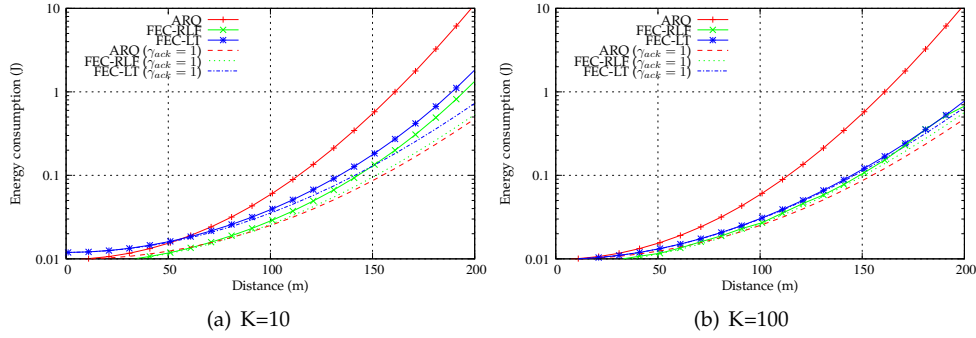 10
1
0.1
0.01
Energy consumption (J)
ARQ
FEC-RLF
FEC-LT
ARQ (γack = 1)
FEC-RLF (γack = 1)
FEC-LT (γack = 1)
0 50 100 150 200
Distance (m)
(a) K=10
10
1
0.1
0.01
Energy consumption (J)
ARQ
FEC-RLF
FEC-LT
ARQ (γack = 1)
FEC-RLF (γack = 1)
FEC-LT (γack = 1)
0 50 100 150 200
Distance (m)
(b) K=100